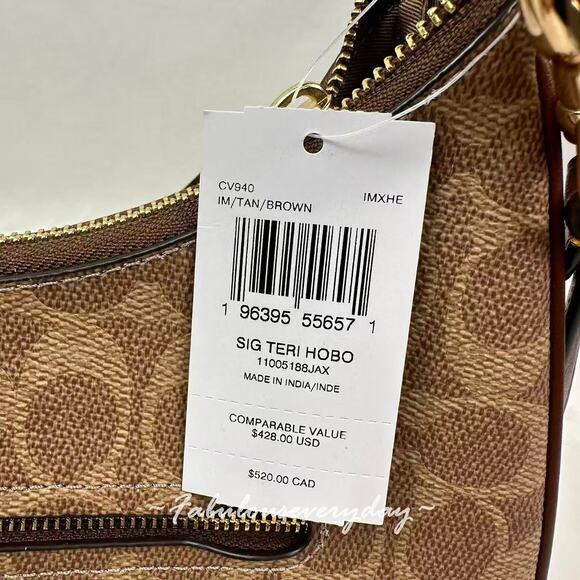 CV940
IM/TAN/BROWN IMXHE
1 96395 55657 1
SIG TERI HOBO
11005188JAX
MADE IN INDIA/INDE
COMPARABLE VALUE
$428.00 USD
$520.00 CAD
~Fabulouseveryday~